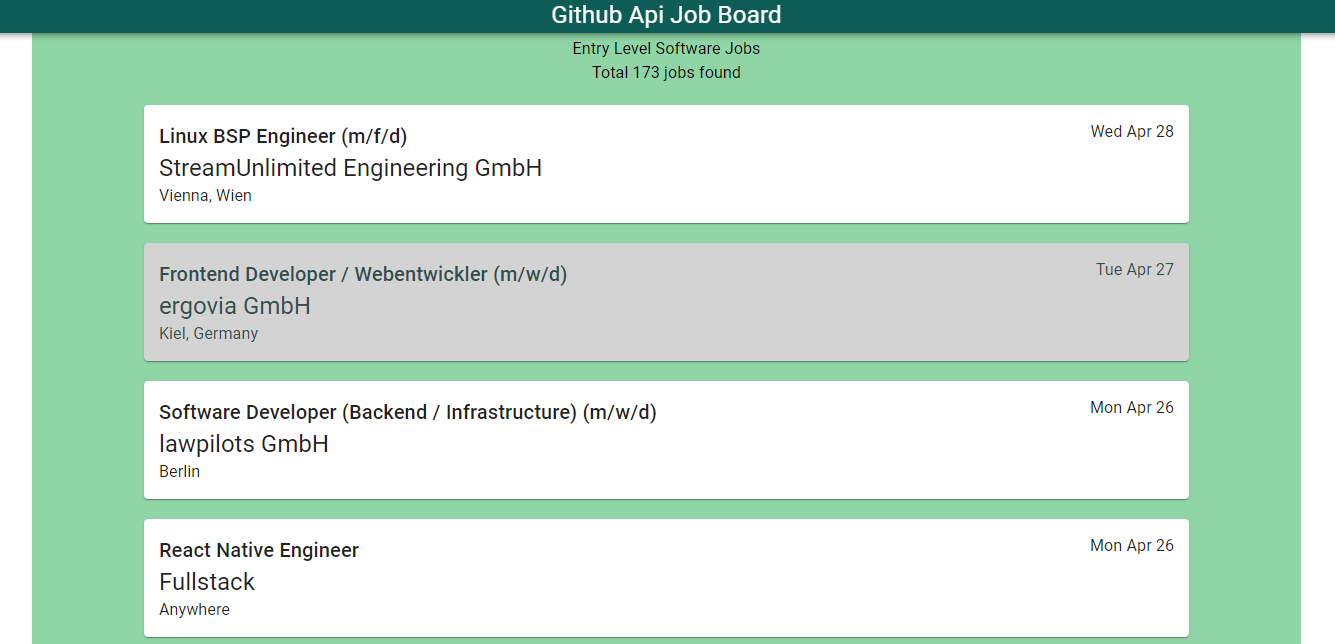 Github Api Job Board
Entry Level Software Jobs
Total 173 jobs found
Linux BSP Engineer (m/f/d)
Wed Apr 28
StreamUnlimited Engineering GmbH
Vienna, Wien
Frontend Developer / Webentwickler (m/w/d)
Tue Apr 27
ergovia GmbH
Kiel, Germany
Software Developer (Backend / Infrastructure) (m/w/d)
Mon Apr 26
lawpilots GmbH
Berlin
React Native Engineer
Mon Apr 26
Fullstack
Anywhere